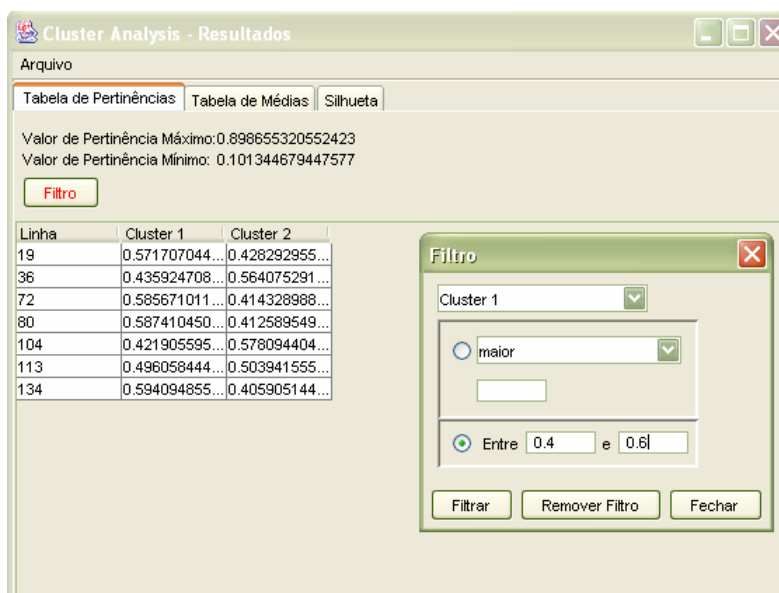 Cluster Analysis - Resultados
Arquivo
Tabela de Pertinências Tabela de Médias Silhueta
Valor de Pertinência Máximo:0.898655320552423
Valor de Pertinência Mínimo: 0.101344679447577
Filtro
Linha Cluster 1 Cluster 2
19 0.571707044... 0.428292955...
36 0.435924708... 0.564075291...
72 0.585671011... 0.414328988...
80 0.587410450... 0.412589549...
104 0.421905595... 0.578094404...
113 0.496058444... 0.503941555...
134 0.594094855... 0.405905144...
Filtro
Cluster 1
maior
Entre 0.4 e 0.6
Filtrar Remover Filtro Fechar